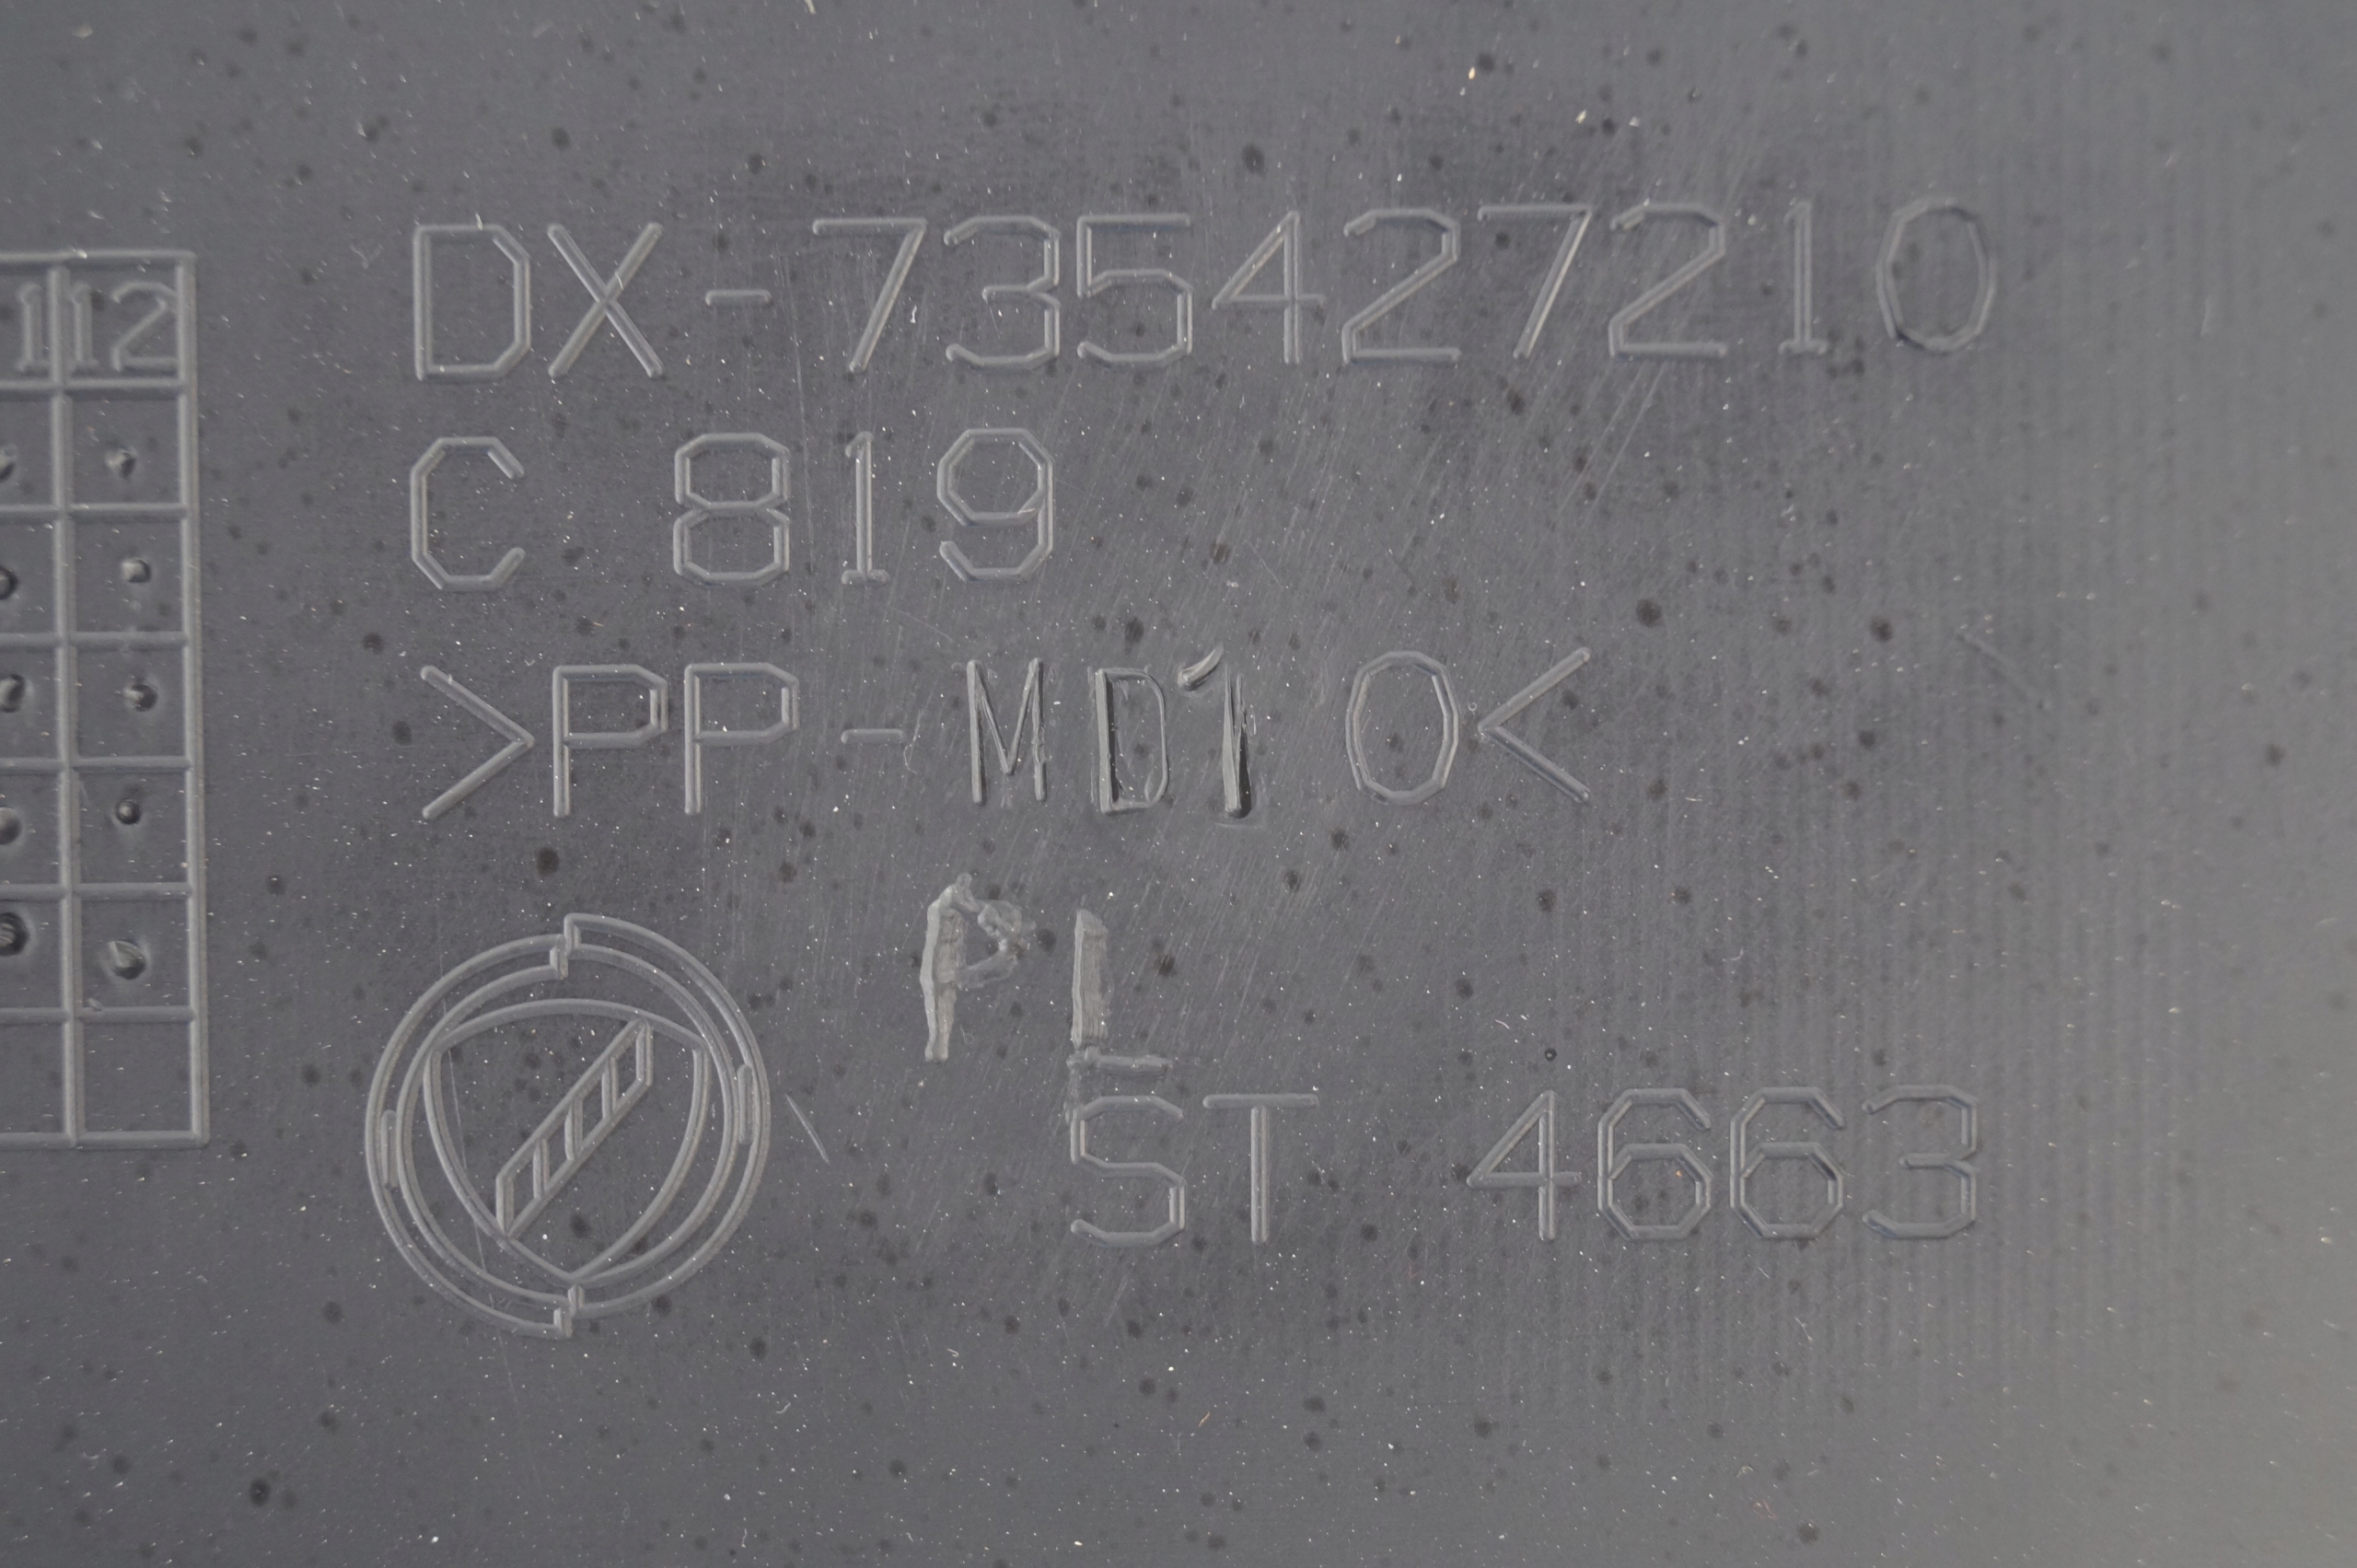 11 12
DX-735427210
C 819
>PP-MD10<
PL
ST 4663